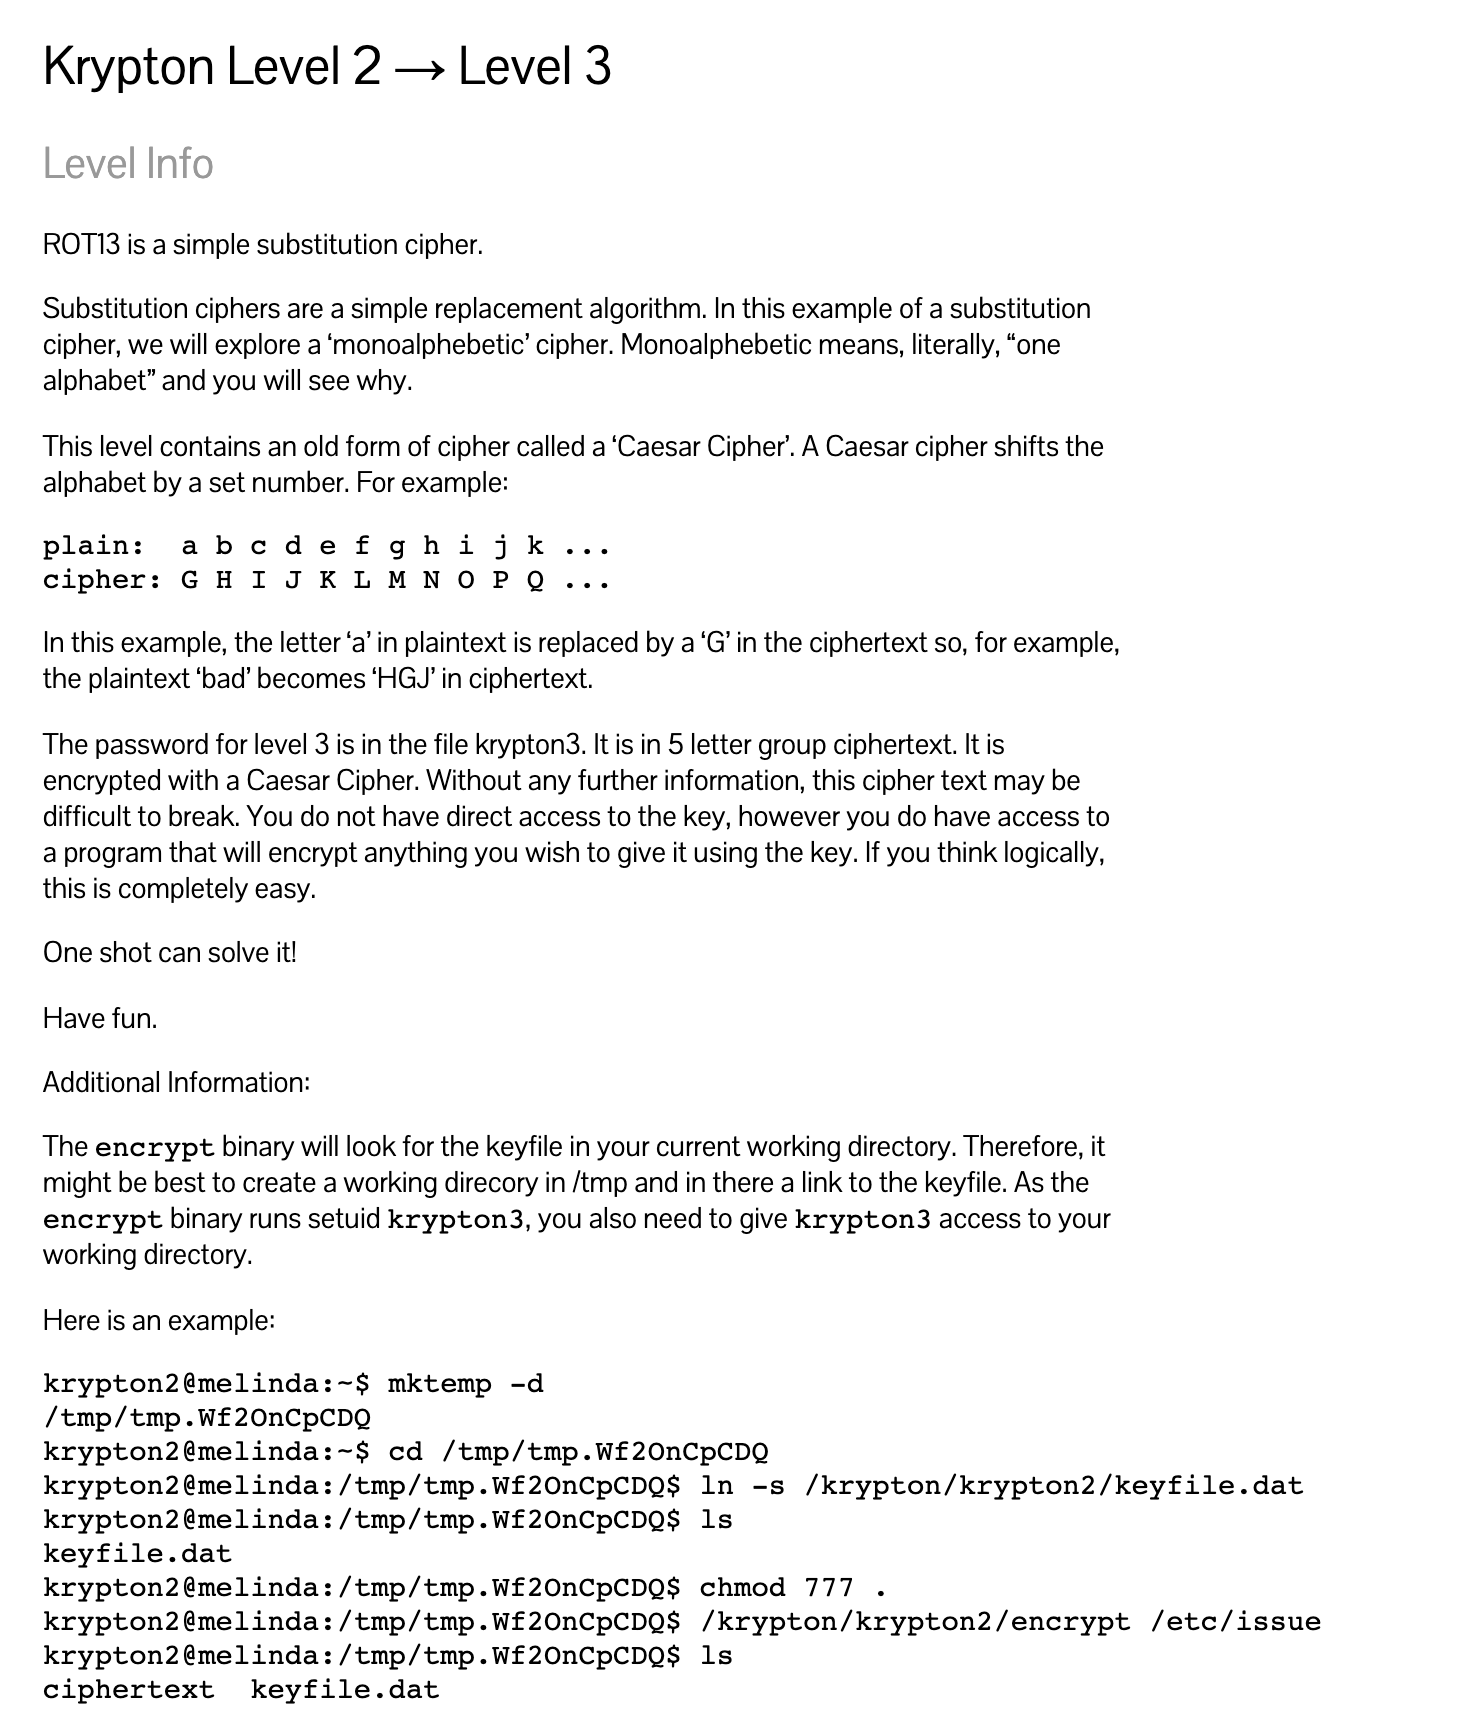 Krypton Level 2 → Level 3
Level Info
ROT13 is a simple substitution cipher.
Substitution ciphers are a simple replacement algorithm. In this example of a substitution
cipher, we will explore a ‘monoalphebetic’ cipher. Monoalphebetic means, literally, “one
alphabet” and you will see why.
This level contains an old form of cipher called a ‘Caesar Cipher’. A Caesar cipher shifts the
alphabet by a set number. For example:
plain:  a b c d e f g h i j k ...
cipher: G H I J K L M N O P Q ...
In this example, the letter ‘a’ in plaintext is replaced by a ‘G’ in the ciphertext so, for example,
the plaintext ‘bad’ becomes ‘HGJ’ in ciphertext.
The password for level 3 is in the file krypton3. It is in 5 letter group ciphertext. It is
encrypted with a Caesar Cipher. Without any further information, this cipher text may be
difficult to break. You do not have direct access to the key, however you do have access to
a program that will encrypt anything you wish to give it using the key. If you think logically,
this is completely easy.
One shot can solve it!
Have fun.
Additional Information:
The encrypt binary will look for the keyfile in your current working directory. Therefore, it
might be best to create a working direcory in /tmp and in there a link to the keyfile. As the
encrypt binary runs setuid krypton3, you also need to give krypton3 access to your
working directory.
Here is an example:
krypton2@melinda:~$ mktemp -d
/tmp/tmp.Wf2OnCpCDQ
krypton2@melinda:~$ cd /tmp/tmp.Wf2OnCpCDQ
krypton2@melinda:/tmp/tmp.Wf2OnCpCDQ$ ln -s /krypton/krypton2/keyfile.dat
krypton2@melinda:/tmp/tmp.Wf2OnCpCDQ$ ls
keyfile.dat
krypton2@melinda:/tmp/tmp.Wf2OnCpCDQ$ chmod 777 .
krypton2@melinda:/tmp/tmp.Wf2OnCpCDQ$ /krypton/krypton2/encrypt /etc/issue
krypton2@melinda:/tmp/tmp.Wf2OnCpCDQ$ ls
ciphertext  keyfile.dat